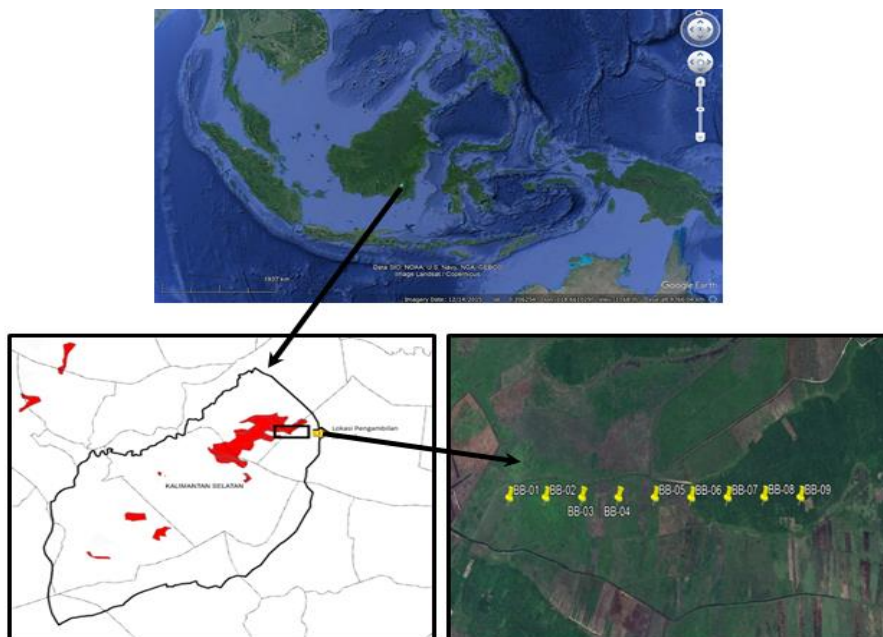 Data SIO, NOAA, U.S. Navy, NGA, GEBCO
Image Landsat / Copernicus
1937 km
Google Earth
Imagery Date: 12/14/2015
Lokasi Pengambilan
KALIMANTAN SELATAN
BB-01
BB-02
BB-03
BB-04
BB-05
BB-06
BB-07
BB-08
BB-09